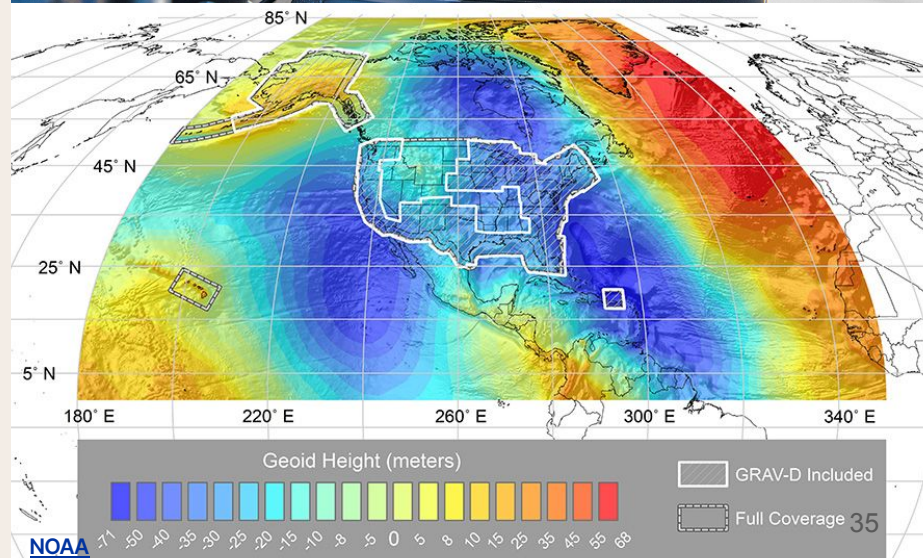 85° N
65° N
45° N
25° N
5° N
180° E 220° E 260° E 300° E 340° E
Geoid Height (meters)
-71 -50 -40 -35 -30 -25 -20 -15 -10 -8 -5 0 5 8 10 15 25 35 45 55 68
GRAV-D Included
Full Coverage 35
NOAA